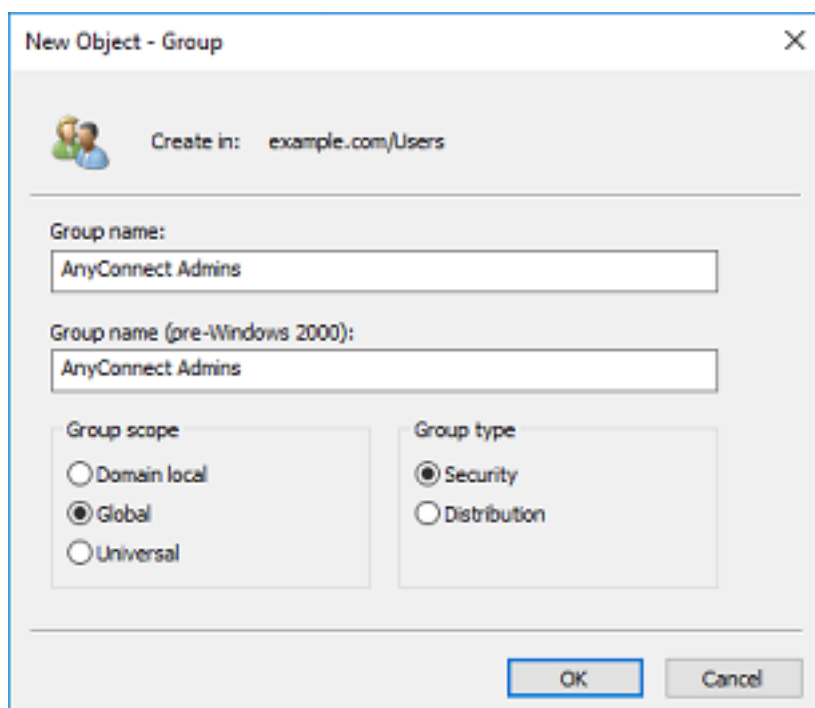 New Object - Group
Create in: example.com/Users
Group name:
AnyConnect Admins
Group name (pre-Windows 2000):
AnyConnect Admins
Group scope
Domain local
Global
Universal
Group type
Security
Distribution
OK
Cancel